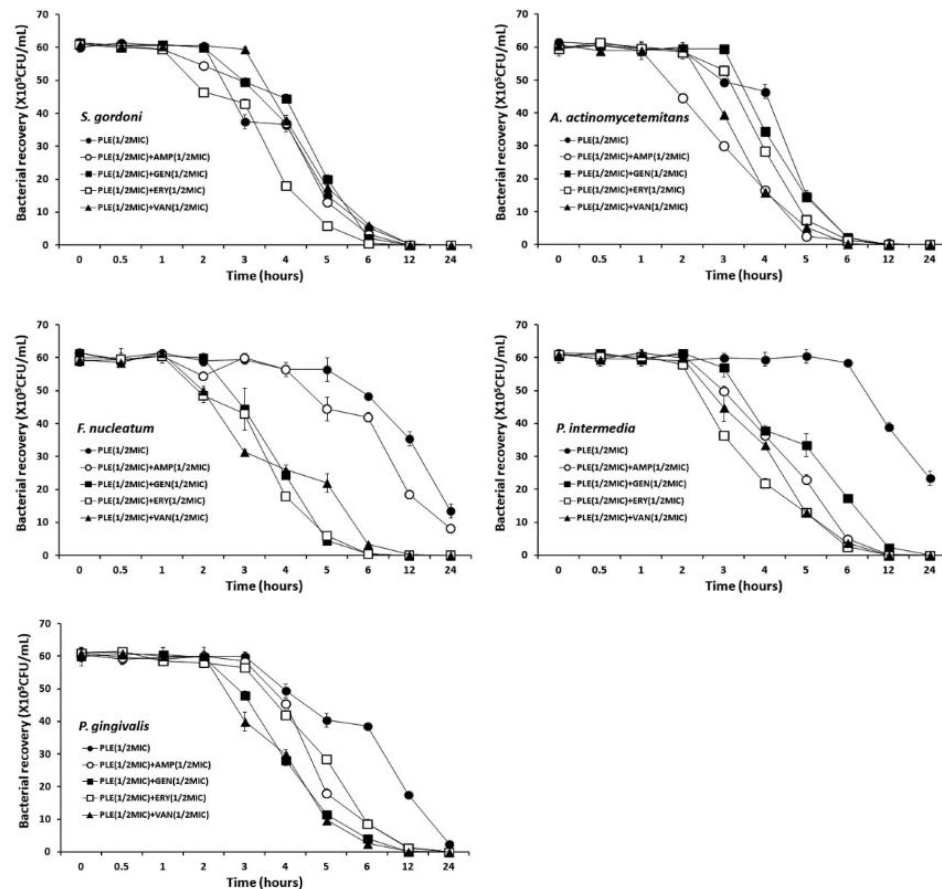 Bacterial recovery (X10⁵CFU/mL)
70
60
50
40
30
20
10
0
S. gordoni
PLE(1/2MIC)
PLE(1/2MIC)+AMP(1/2MIC)
PLE(1/2MIC)+GEN(1/2MIC)
PLE(1/2MIC)+ERY(1/2MIC)
PLE(1/2MIC)+VAN(1/2MIC)
0 0.5 1 2 3 4 5 6 12 24
Time (hours)
Bacterial recovery (X10⁵CFU/mL)
70
60
50
40
30
20
10
0
A. actinomycetemitans
PLE(1/2MIC)
PLE(1/2MIC)+AMP(1/2MIC)
PLE(1/2MIC)+GEN(1/2MIC)
PLE(1/2MIC)+ERY(1/2MIC)
PLE(1/2MIC)+VAN(1/2MIC)
0 0.5 1 2 3 4 5 6 12 24
Time (hours)
Bacterial recovery (X10⁵CFU/mL)
70
60
50
40
30
20
10
0
F. nucleatum
PLE(1/2MIC)
PLE(1/2MIC)+AMP(1/2MIC)
PLE(1/2MIC)+GEN(1/2MIC)
PLE(1/2MIC)+ERY(1/2MIC)
PLE(1/2MIC)+VAN(1/2MIC)
0 0.5 1 2 3 4 5 6 12 24
Time (hours)
Bacterial recovery (X10⁵CFU/mL)
70
60
50
40
30
20
10
0
P. intermedia
PLE(1/2MIC)
PLE(1/2MIC)+AMP(1/2MIC)
PLE(1/2MIC)+GEN(1/2MIC)
PLE(1/2MIC)+ERY(1/2MIC)
PLE(1/2MIC)+VAN(1/2MIC)
0 0.5 1 2 3 4 5 6 12 24
Time (hours)
Bacterial recovery (X10⁵CFU/mL)
70
60
50
40
30
20
10
0
P. gingivalis
PLE(1/2MIC)
PLE(1/2MIC)+AMP(1/2MIC)
PLE(1/2MIC)+GEN(1/2MIC)
PLE(1/2MIC)+ERY(1/2MIC)
PLE(1/2MIC)+VAN(1/2MIC)
0 0.5 1 2 3 4 5 6 12 24
Time (hours)